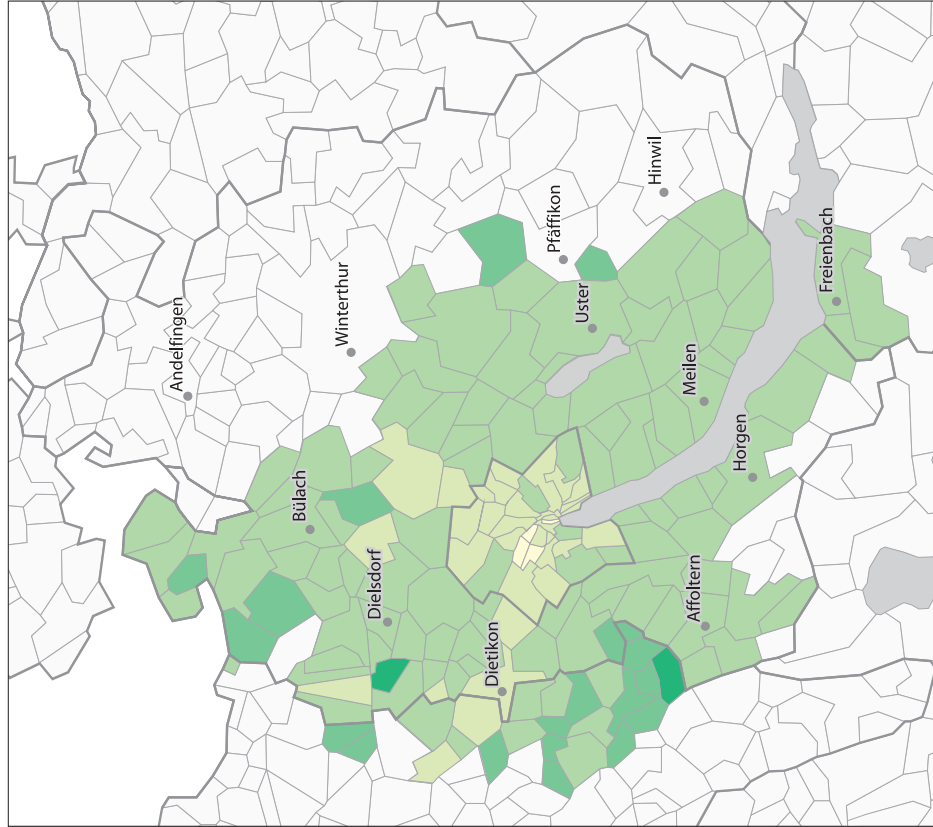 Andelfingen
Winterthur
Pfäffikon
Hinwil
Bülach
Uster
Freienbach
Meilen
Dielsdorf
Horgen
Dietikon
Affoltern